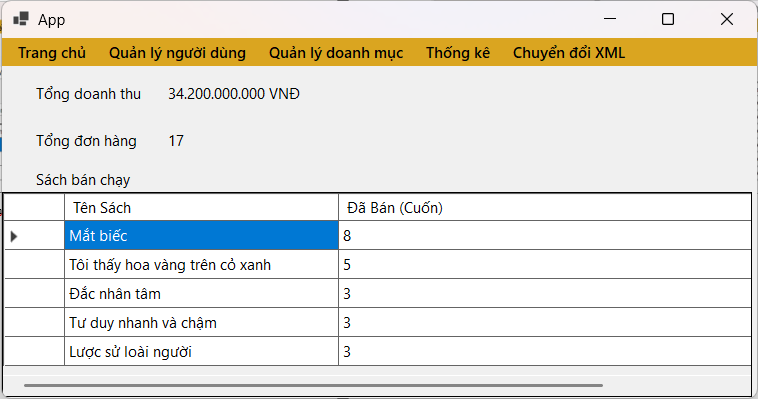 App
Trang chủ Quản lý người dùng Quản lý doanh mục Thống kê Chuyển đổi XML
Tổng doanh thu 34.200.000.000 VNĐ
Tổng đơn hàng 17
Sách bán chạy
Tên Sách Đã Bán (Cuốn)
Mắt biếc 8
Tôi thấy hoa vàng trên cỏ xanh 5
Đắc nhân tâm 3
Tư duy nhanh và chậm 3
Lược sử loài người 3